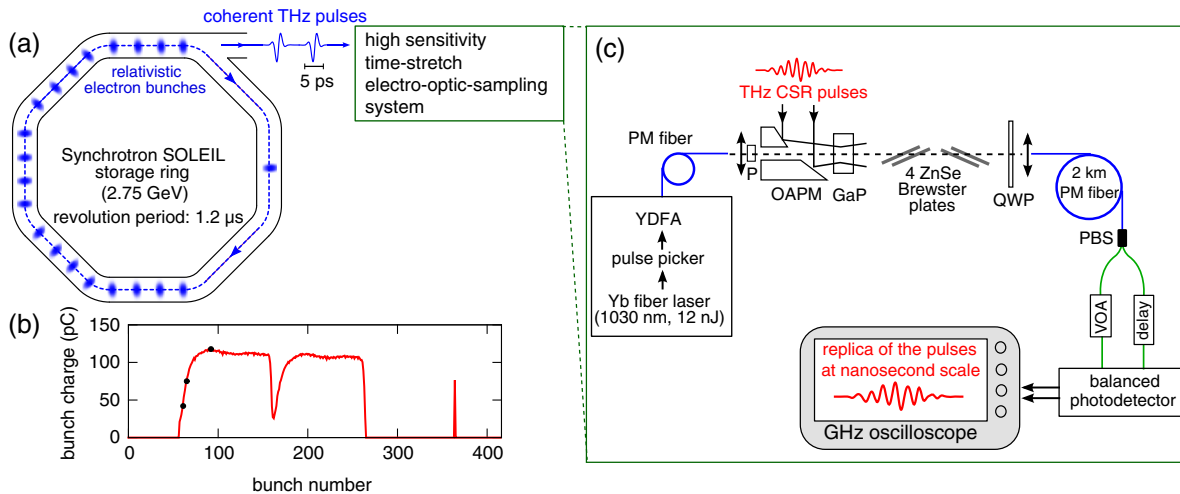 (a)
coherent THz pulses
relativistic
electron bunches
5 ps
high sensitivity
time-stretch
electro-optic-sampling
system
Synchrotron SOLEIL
storage ring
(2.75 GeV)
revolution period: 1.2 µs
(b)
bunch charge (pC)
150
100
50
0
0
100
200
300
400
bunch number
(c)
THz CSR pulses
PM fiber
P
OAPM
GaP
4 ZnSe
Brewster
plates
QWP
2 km
PM fiber
PBS
YDFA
pulse picker
Yb fiber laser
(1030 nm, 12 nJ)
VOA
delay
replica of the pulses
at nanosecond scale
GHz oscilloscope
balanced
photodetector